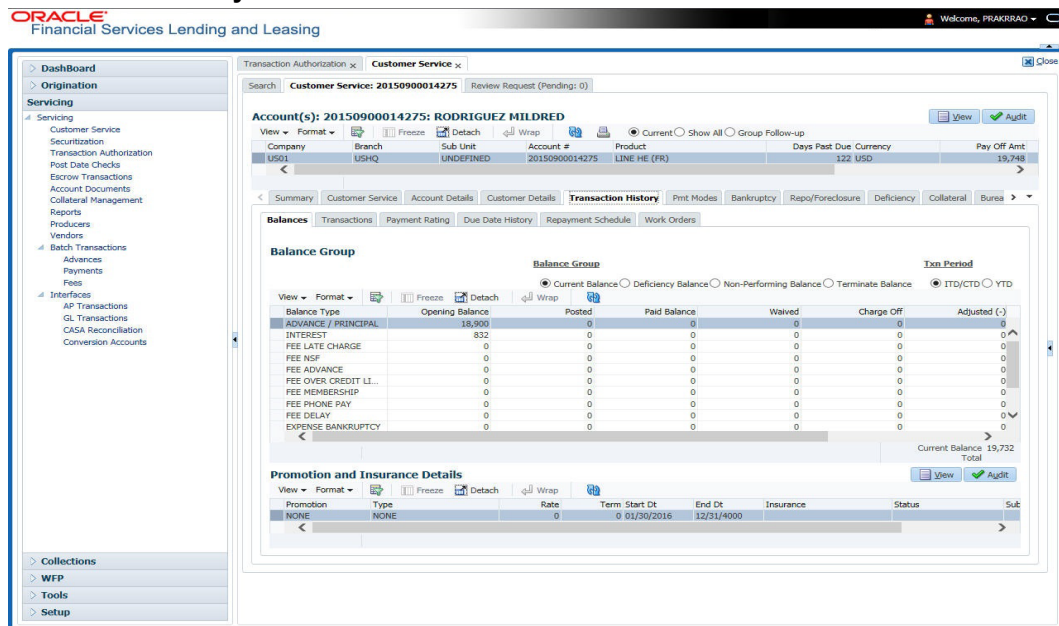 ORACLE
Financial Services Lending and Leasing
Welcome, PRAKRRAO
Close
DashBoard
Origination
Servicing
Servicing
Customer Service
Securitization
Transaction Authorization
Post Date Checks
Escrow Transactions
Account Documents
Collateral Management
Reports
Producers
Vendors
Batch Transactions
Advances
Payments
Fees
Interfaces
AP Transactions
GL Transactions
CASA Reconciliation
Conversion Accounts
Collections
WFP
Tools
Setup
Transaction Authorization x Customer Service x
Search Customer Service: 20150900014275 Review Request (Pending: 0)
Account(s): 20150900014275: RODRIGUEZ MILDRED View Audit
View Format Freeze Detach Wrap Current Show All Group Follow-up
Company Branch Sub Unit Account # Product Days Past Due Currency Pay Off Amt
US01 USHQ UNDEFINED 20150900014275 LINE HE (FR) 122 USD 19,748
Summary Customer Service Account Details Customer Details Transaction History Pmt Modes Bankruptcy Repo/Foreclosure Deficiency Collateral Burea
Balances Transactions Payment Rating Due Date History Repayment Schedule Work Orders
Balance Group
Balance Group Txn Period
Current Balance Deficiency Balance Non-Performing Balance Terminate Balance ITD/CTD YTD
View Format Freeze Detach Wrap
Balance Type Opening Balance Posted Paid Balance Waived Charge Off Adjusted (-)
ADVANCE / PRINCIPAL 18,900 0 0 0 0 0
INTEREST 832 0 0 0 0 0
FEE LATE CHARGE 0 0 0 0 0 0
FEE NSF 0 0 0 0 0 0
FEE ADVANCE 0 0 0 0 0 0
FEE OVER CREDIT LI... 0 0 0 0 0 0
FEE MEMBERSHIP 0 0 0 0 0 0
FEE PHONE PAY 0 0 0 0 0 0
FEE DELAY 0 0 0 0 0 0
EXPENSE BANKRUPTCY 0 0 0 0 0 0
Current Balance 19,732
Total
Promotion and Insurance Details View Audit
View Format Freeze Detach Wrap
Promotion Type Rate Term Start Dt End Dt Insurance Status Sub
NONE NONE 0 0 01/30/2016 12/31/4000